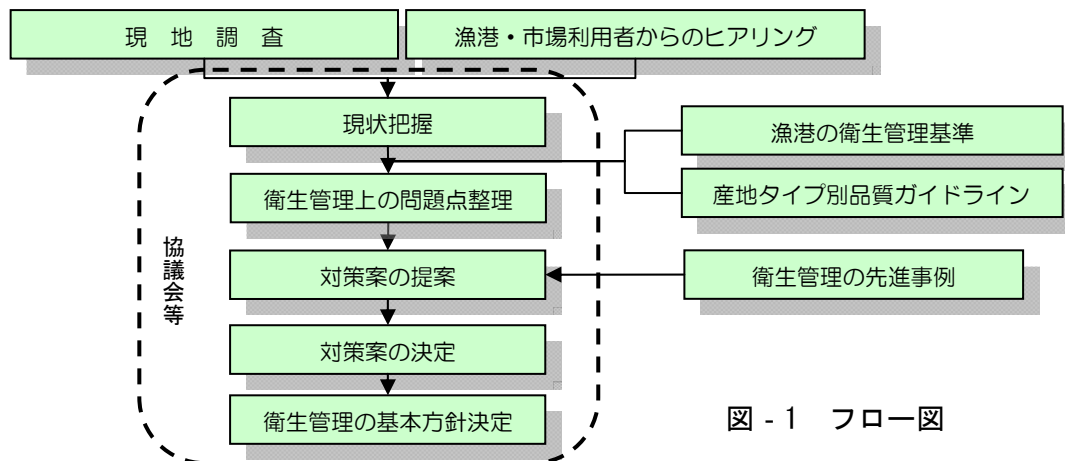 現 地 調 査
漁港・市場利用者からのヒアリング
現状把握
漁港の衛生管理基準
衛生管理上の問題点整理
産地タイプ別品質ガイドライン
協議会等
対策案の提案
衛生管理の先進事例
対策案の決定
衛生管理の基本方針決定
図 - 1 フロー図